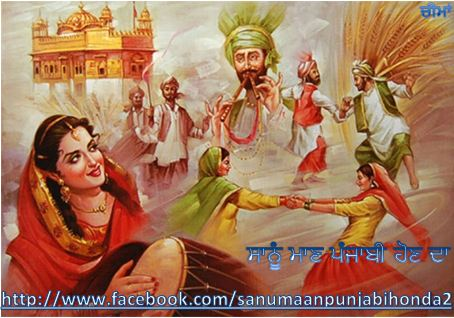 ਚੀਮਾਂ
ਸਾਨੂੰ ਮਾਣ ਪੰਜਾਬੀ ਹੋਣ ਦਾ
http://www.facebook.com/sanumaanpunjabihonda2